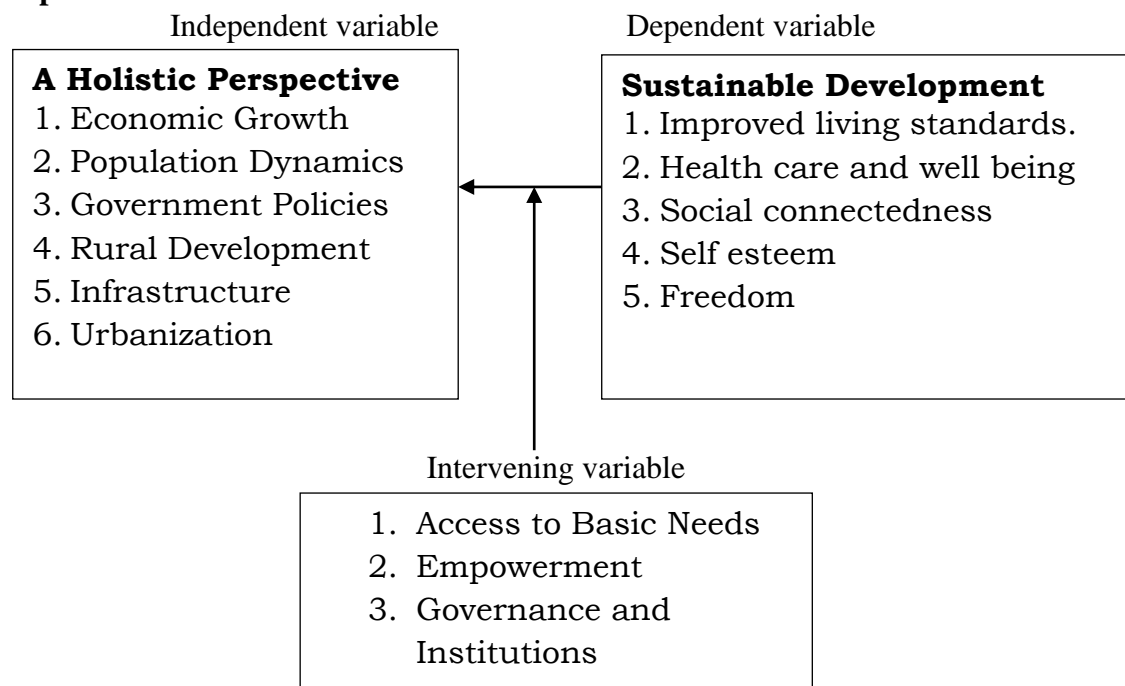 Independent variable
Dependent variable
A Holistic Perspective
1. Economic Growth
2. Population Dynamics
3. Government Policies
4. Rural Development
5. Infrastructure
6. Urbanization
Sustainable Development
1. Improved living standards.
2. Health care and well being
3. Social connectedness
4. Self esteem
5. Freedom
Intervening variable
1. Access to Basic Needs
2. Empowerment
3. Governance and
Institutions